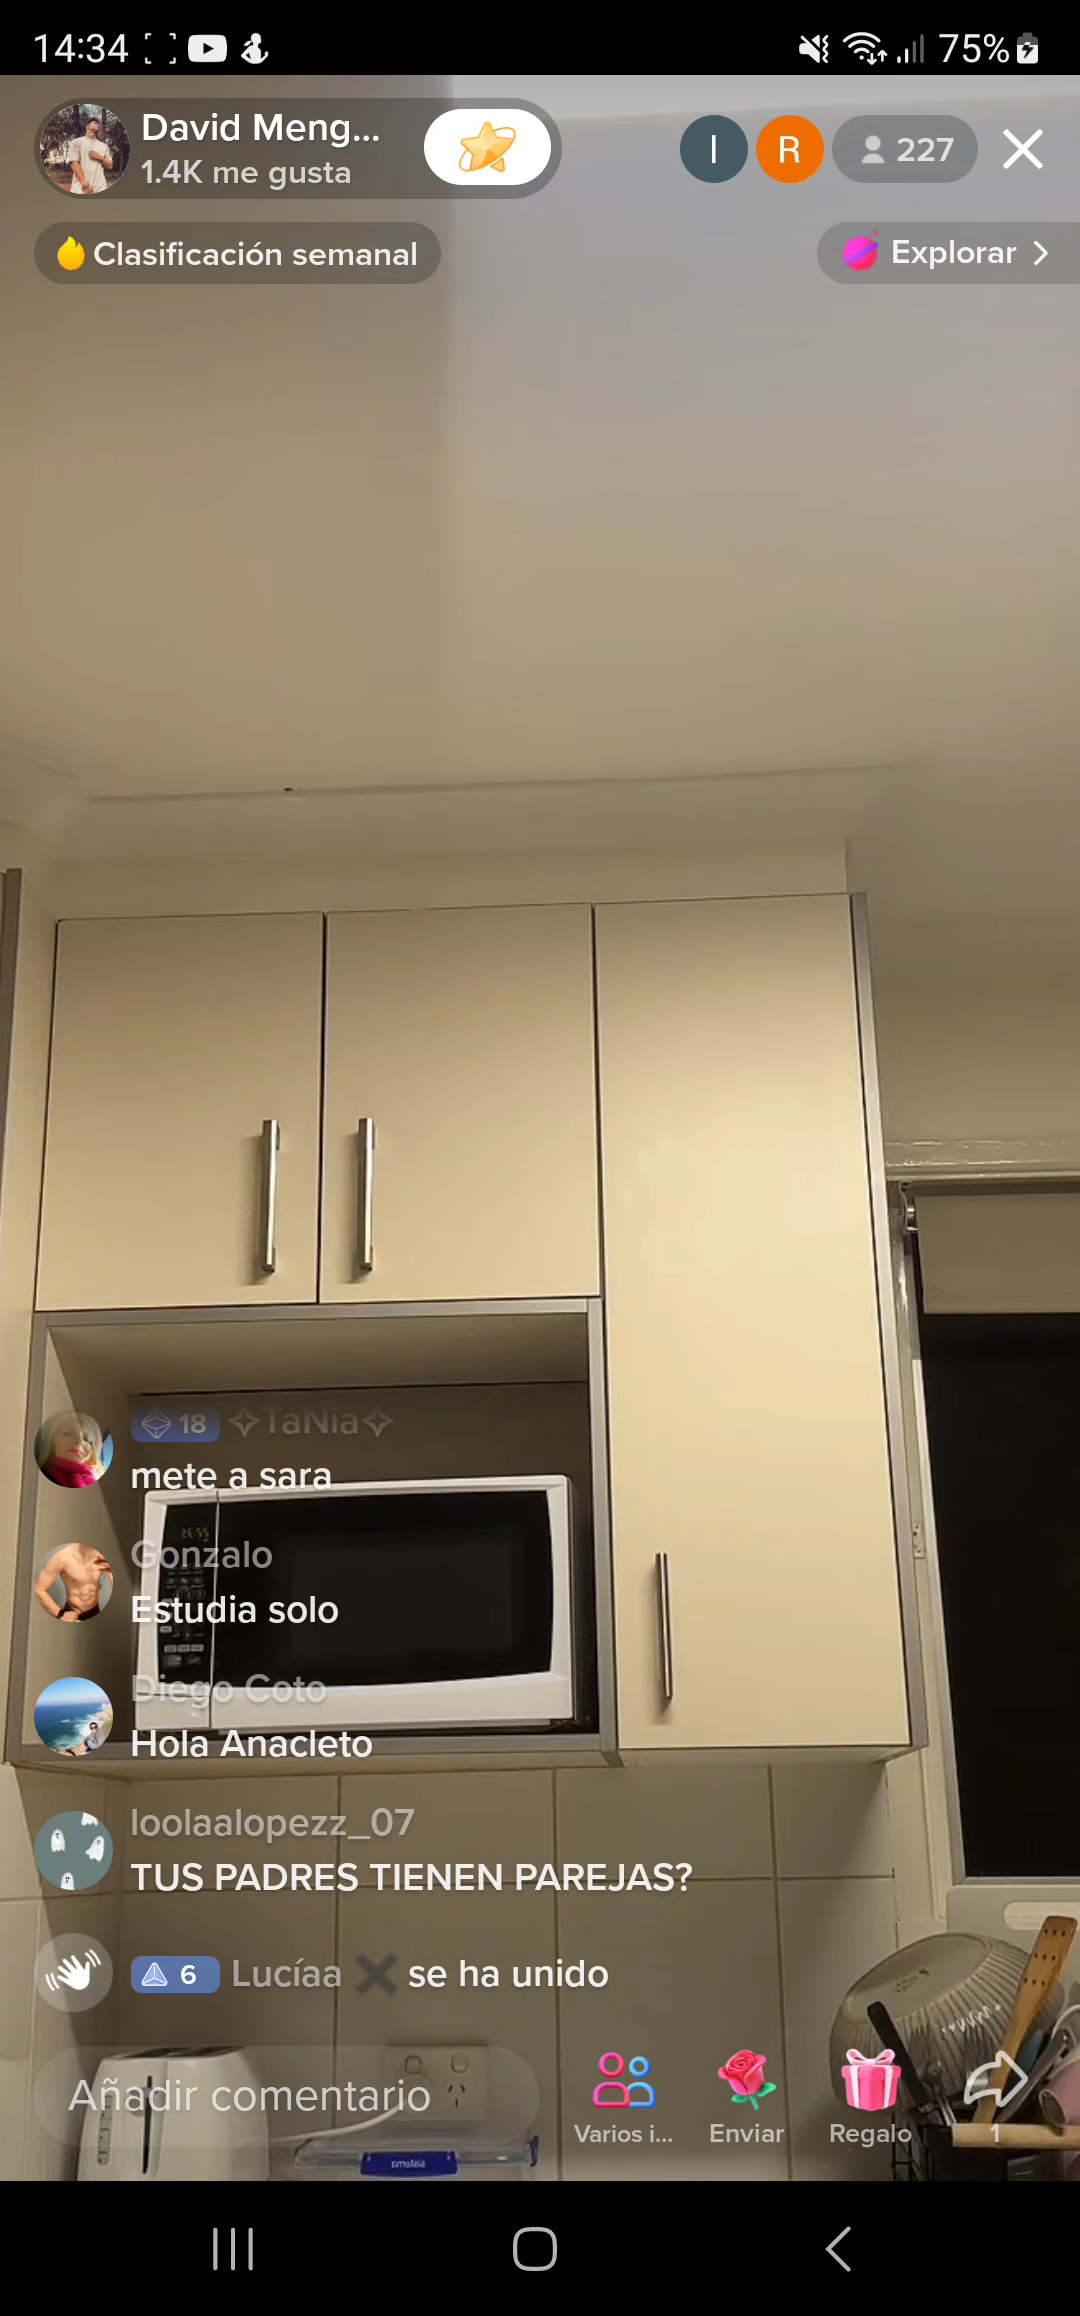 14:34
75%
David Meng...
1.4K me gusta
I
R
227
Clasificación semanal
Explorar
18 ✧TaNia✧
mete a sara
Gonzalo
Estudia solo
Diego Coto
Hola Anacleto
loolaalopezz_07
TUS PADRES TIENEN PAREJAS?
6 Lucíaa ✖ se ha unido
Añadir comentario
Varios i...
Enviar
Regalo
1